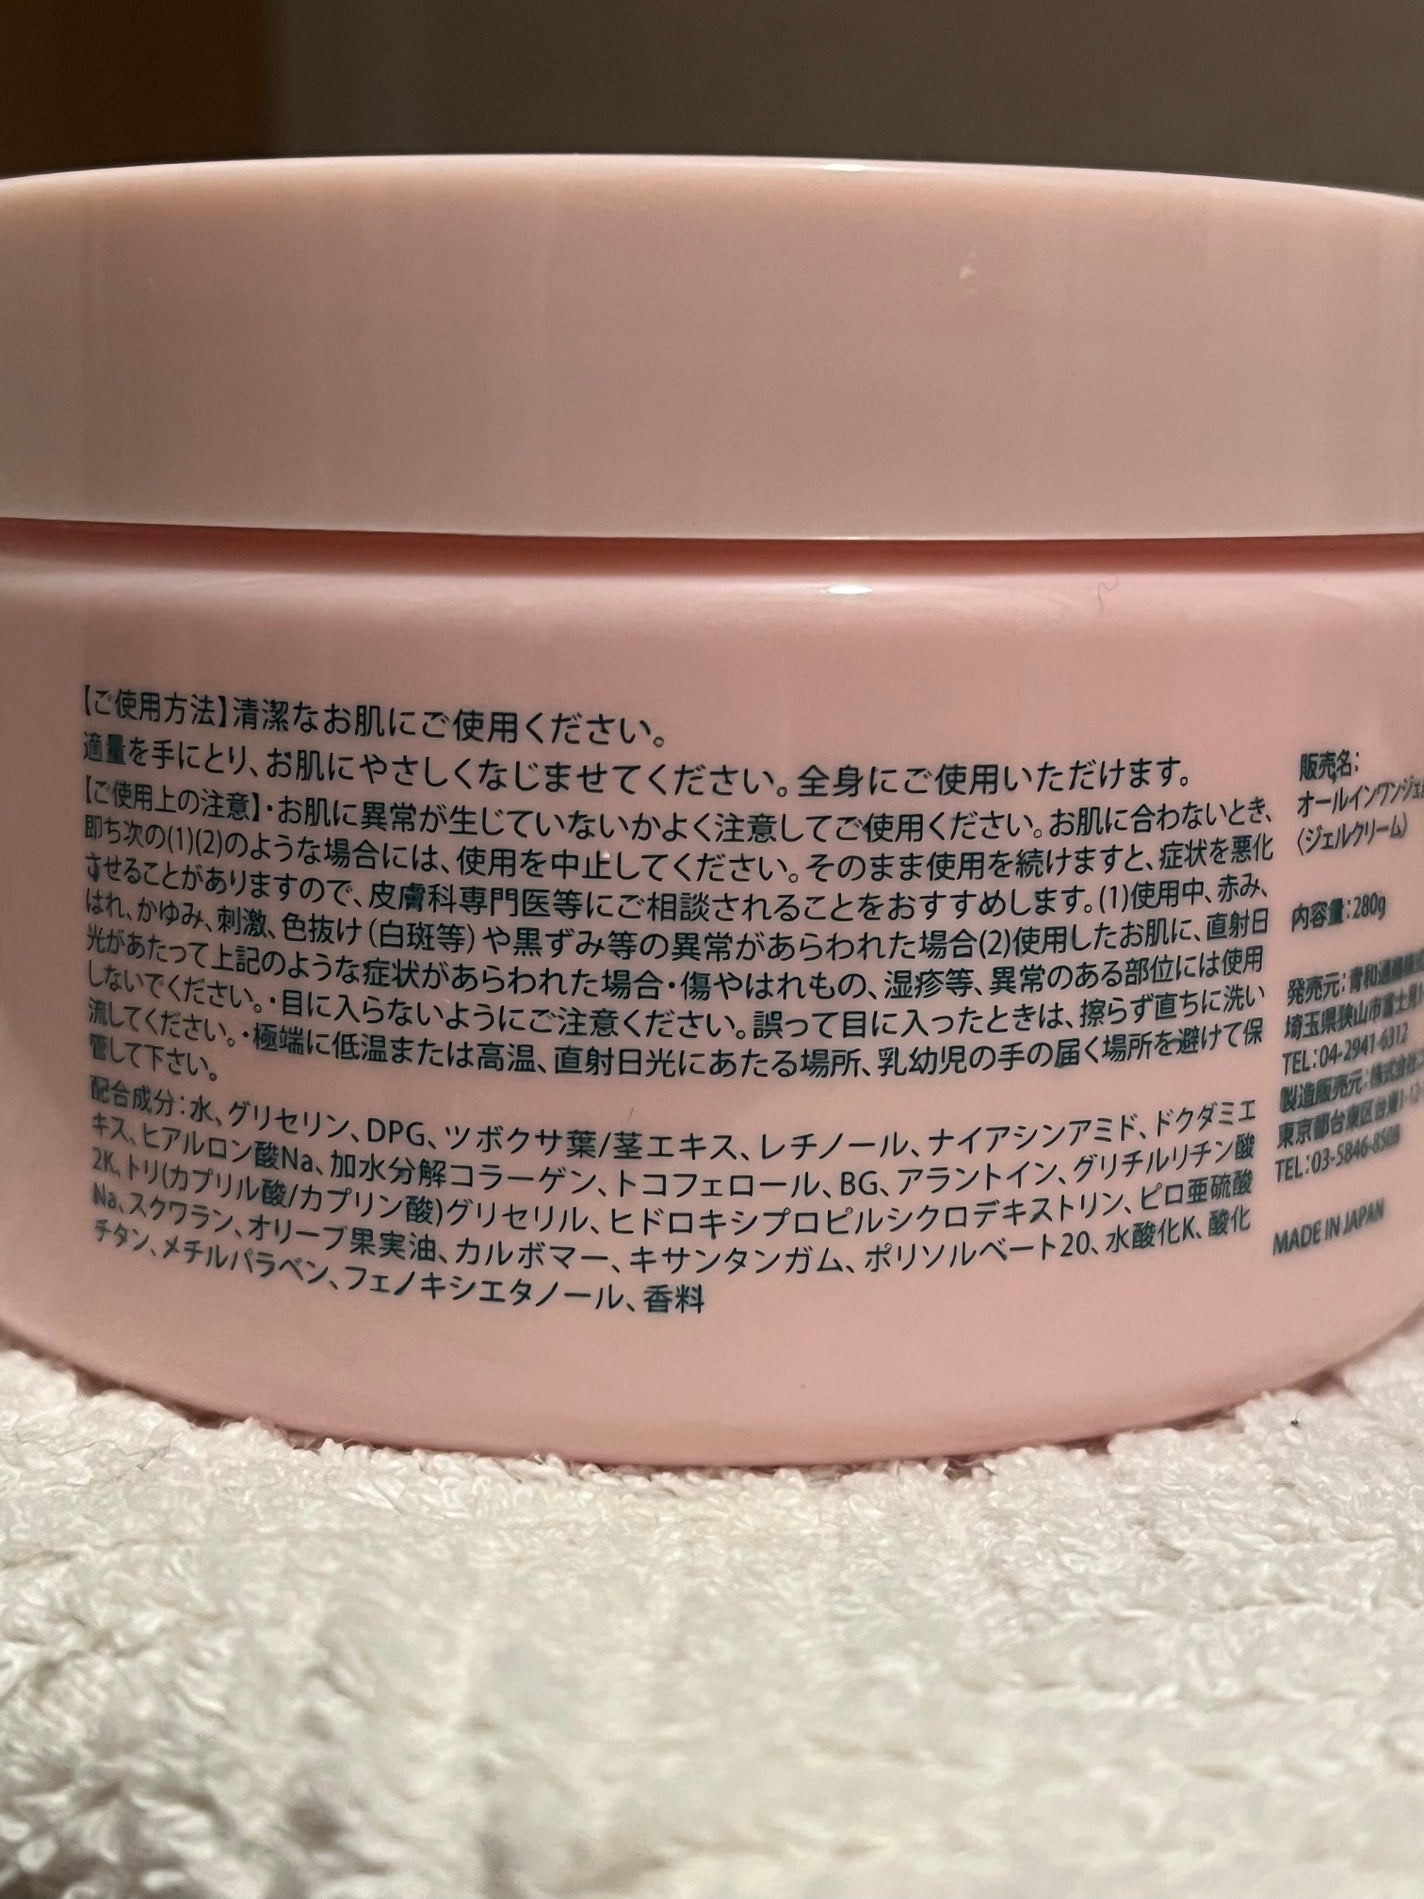 【ご使用方法】清潔なお肌にご使用ください。
適量を手にとり、お肌にやさしくなじませてください。全身にご使用いただけます。
【ご使用上の注意】・お肌に異常が生じていないかよく注意してご使用ください。お肌に合わないとき、
即ち次の(1)(2)のような場合には、使用を中止してください。そのまま使用を続けますと、症状を悪化
させることがありますので、皮膚科専門医等にご相談されることをおすすめします。(1)使用中、赤み、
はれ、かゆみ、刺激、色抜け(白斑等)や黒ずみ等の異常があらわれた場合(2)使用したお肌に、直射日
光があたって上記のような症状があらわれた場合・傷やはれもの、湿疹等、異常のある部位には使用
しないでください。・目に入らないようにご注意ください。誤って目に入ったときは、擦らず直ちに洗い
流してください。・極端に低温または高温、直射日光にあたる場所、乳幼児の手の届く場所を避けて保
管して下さい。
配合成分:水、グリセリン、DPG、ツボクサ葉/茎エキス、レチノール、ナイアシンアミド、ドクダミエ
キス、ヒアルロン酸Na、加水分解コラーゲン、トコフェロール、BG、アラントイン、グリチルリチン酸
2K、トリ(カプリル酸/カプリン酸)グリセリル、ヒドロキシプロピルシクロデキストリン、ピロ亜硫酸
Na、スクワラン、オリーブ果実油、カルボマー、キサンタンガム、ポリソルベート20、水酸化K、酸化
チタン、メチルパラベン、フェノキシエタノール、香料
販売名:
オールインワンジェル
(ジェルクリーム)
内容量:280g
発売元:青和通商株式
埼玉県狭山市富士見1-
TEL:04-2941-6312
製造販売元:株式会社
東京都台東区台東1-12-
TEL:03-5846-8508
MADE IN JAPAN